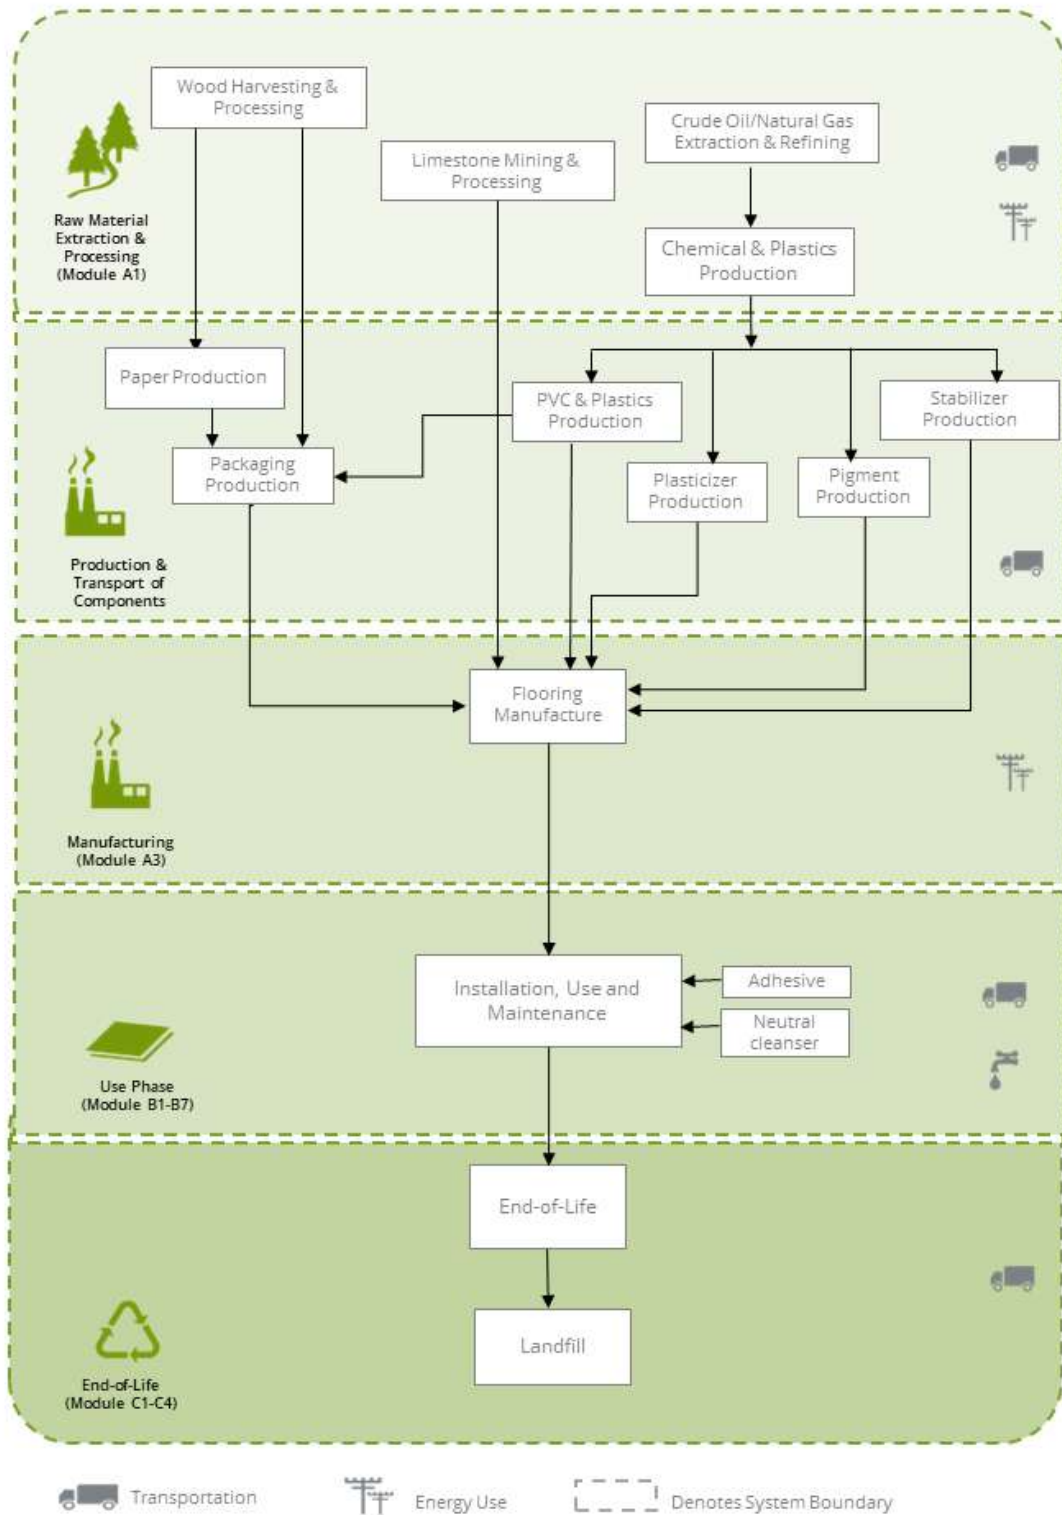 Wood Harvesting &
Processing
Crude Oil/Natural Gas
Extraction & Refining
Limestone Mining &
Processing
Raw Material
Extraction &
Processing
(Module A1)
Chemical & Plastics
Production
Paper Production
PVC & Plastics
Production
Stabilizer
Production
Packaging
Production
Plasticizer
Production
Pigment
Production
Production &
Transport of
Components
Flooring
Manufacture
Manufacturing
(Module A3)
Installation, Use and
Maintenance
Adhesive
Neutral
cleanser
Use Phase
(Module B1-B7)
End-of-Life
Landfill
End-of-Life
(Module C1-C4)
Transportation
Energy Use
Denotes System Boundary